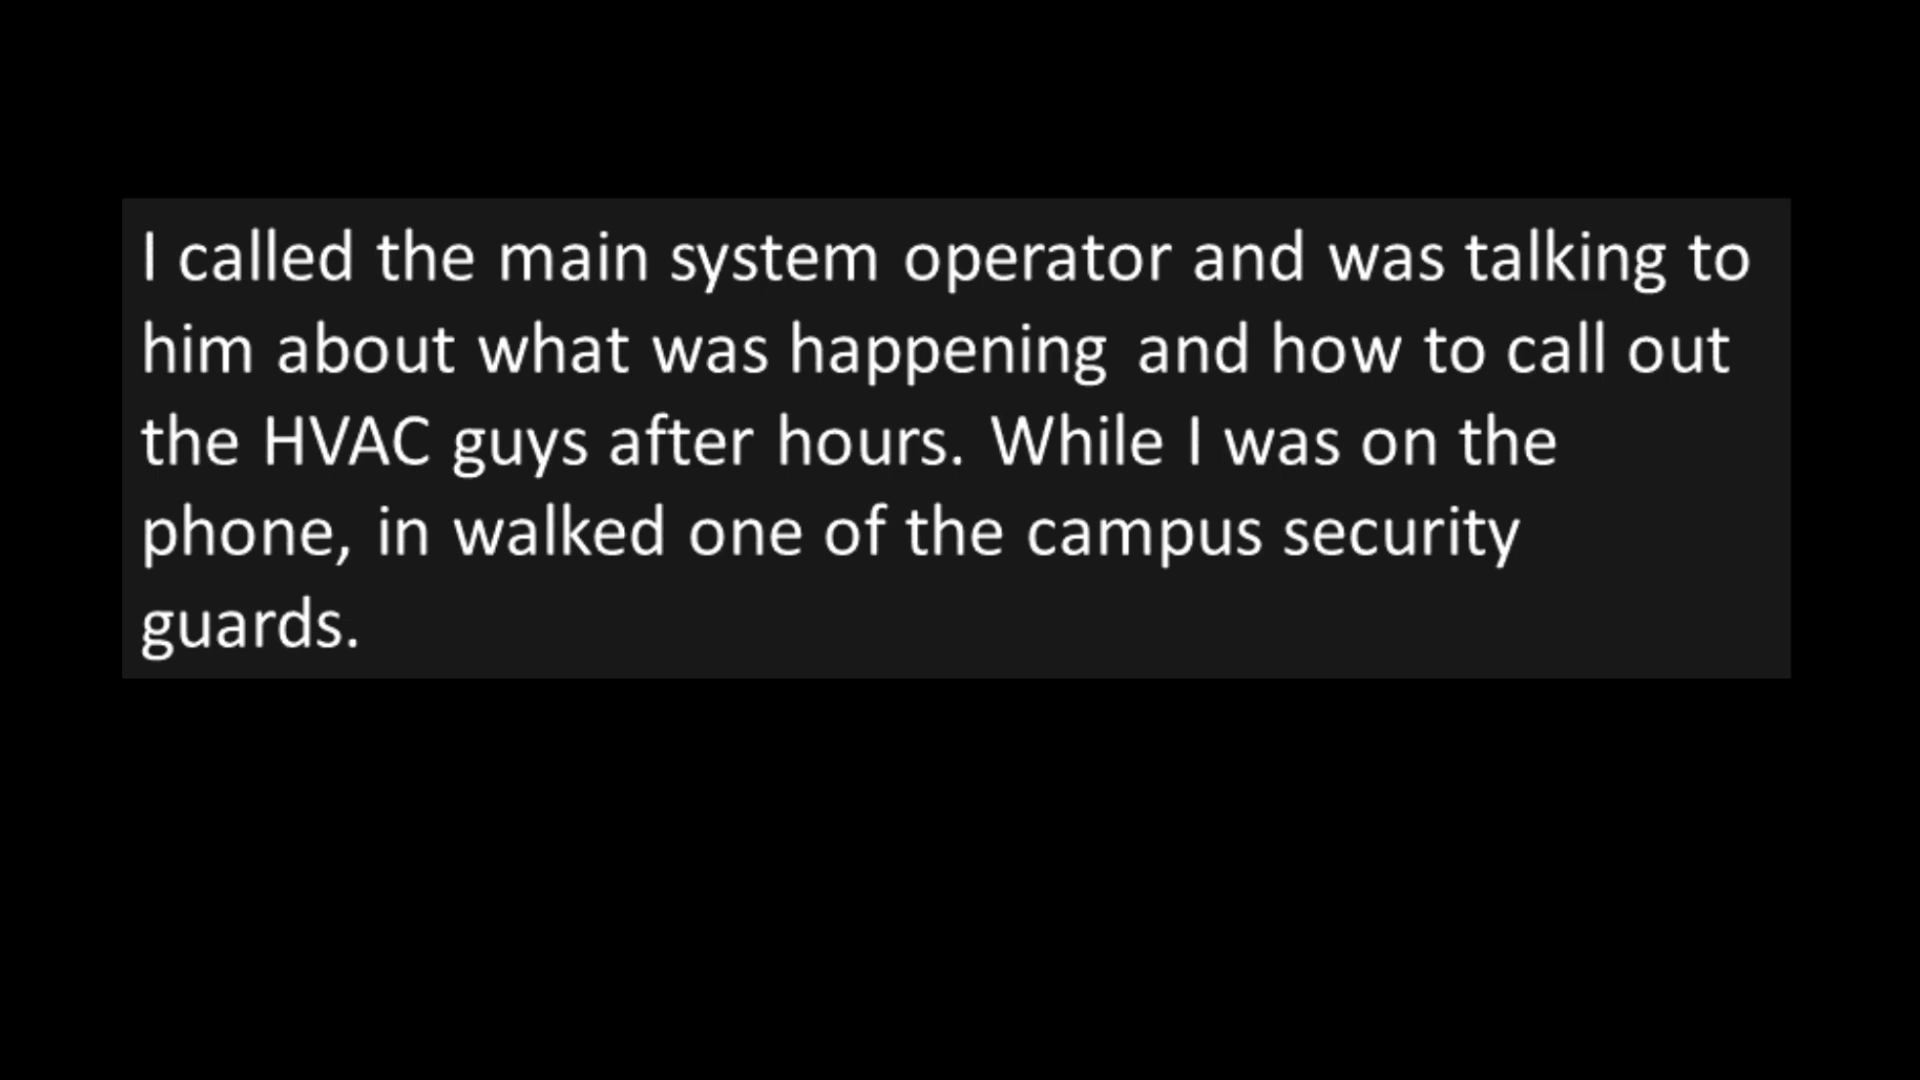 I called the main system operator and was talking to
him about what was happening and how to call out
the HVAC guys after hours. While I was on the
phone, in walked one of the campus security
guards.